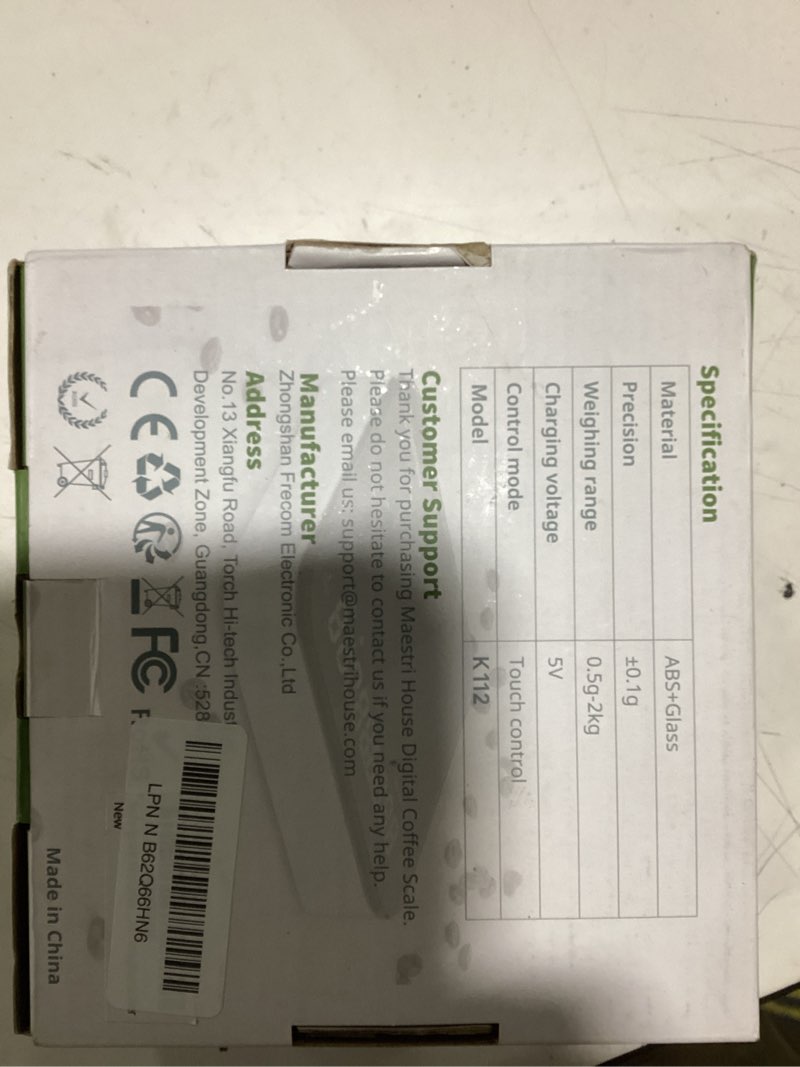 Specification
Material ABS+Glass
Precision ±0.1g
Weighing range 0.5g-2kg
Charging voltage 5V
Control mode Touch control
Model K112
Customer Support
Thank you for purchasing Maestri House Digital Coffee Scale.
Please do not hesitate to contact us if you need any help.
Please email us: support@maestrihouse.com
Manufacturer
Zhongshan Frecom Electronic Co.,Ltd
Address
No.13 Xiangfu Road, Torch Hi-tech Indust
Development Zone, Guangdong,CN .:528
CE FC
LPN N B62Q66HN6
New
Made in China